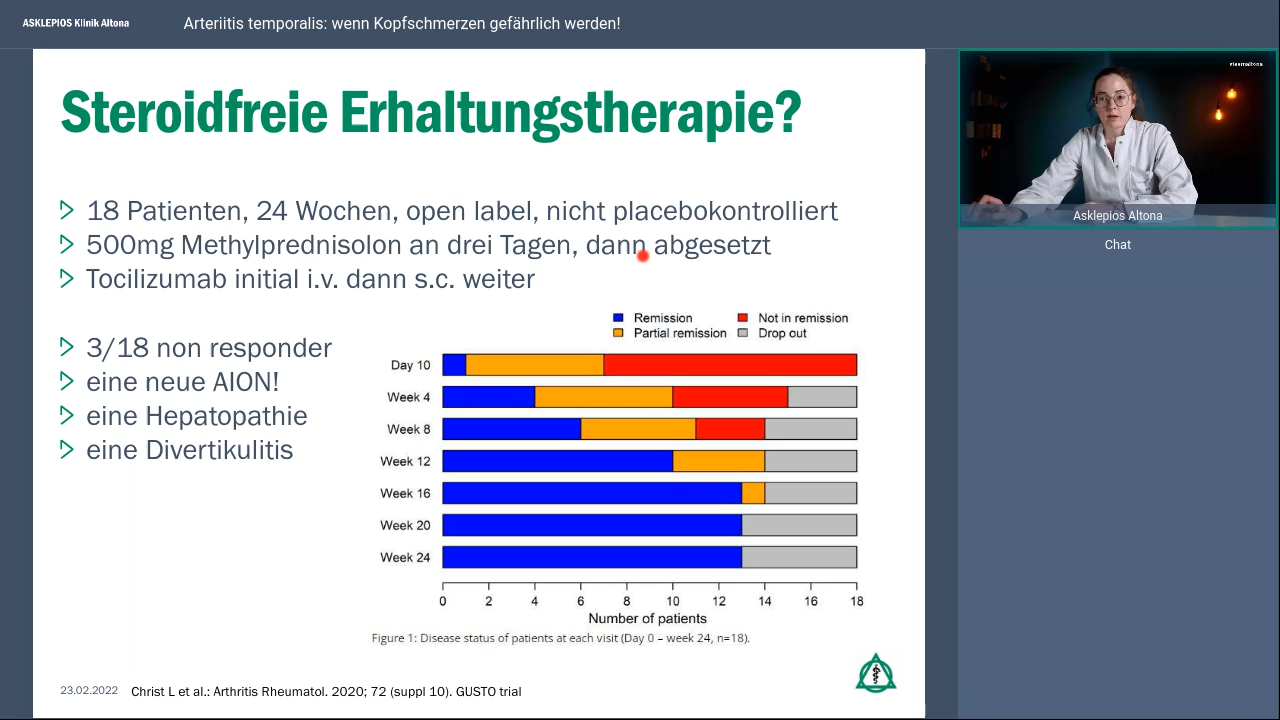 ASKLEPIOS Klinik Altona
Arteriitis temporalis: wenn Kopfschmerzen gefährlich werden!
Steroidfreie Erhaltungstherapie?
18 Patienten, 24 Wochen, open label, nicht placebokontrolliert
500mg Methylprednisolon an drei Tagen, dann abgesetzt
Tocilizumab initial i.v. dann s.c. weiter
3/18 non responder
eine neue AION!
eine Hepatopathie
eine Divertikulitis
Remission
Not in remission
Partial remission
Drop out
Day 10
Week 4
Week 8
Week 12
Week 16
Week 20
Week 24
0 2 4 6 8 10 12 14 16 18
Number of patients
Figure 1: Disease status of patients at each visit (Day 0 – week 24, n=18).
23.02.2022
Christ L et al.: Arthritis Rheumatol. 2020; 72 (suppl 10). GUSTO trial
#teamaltona
Asklepios Altona
Chat